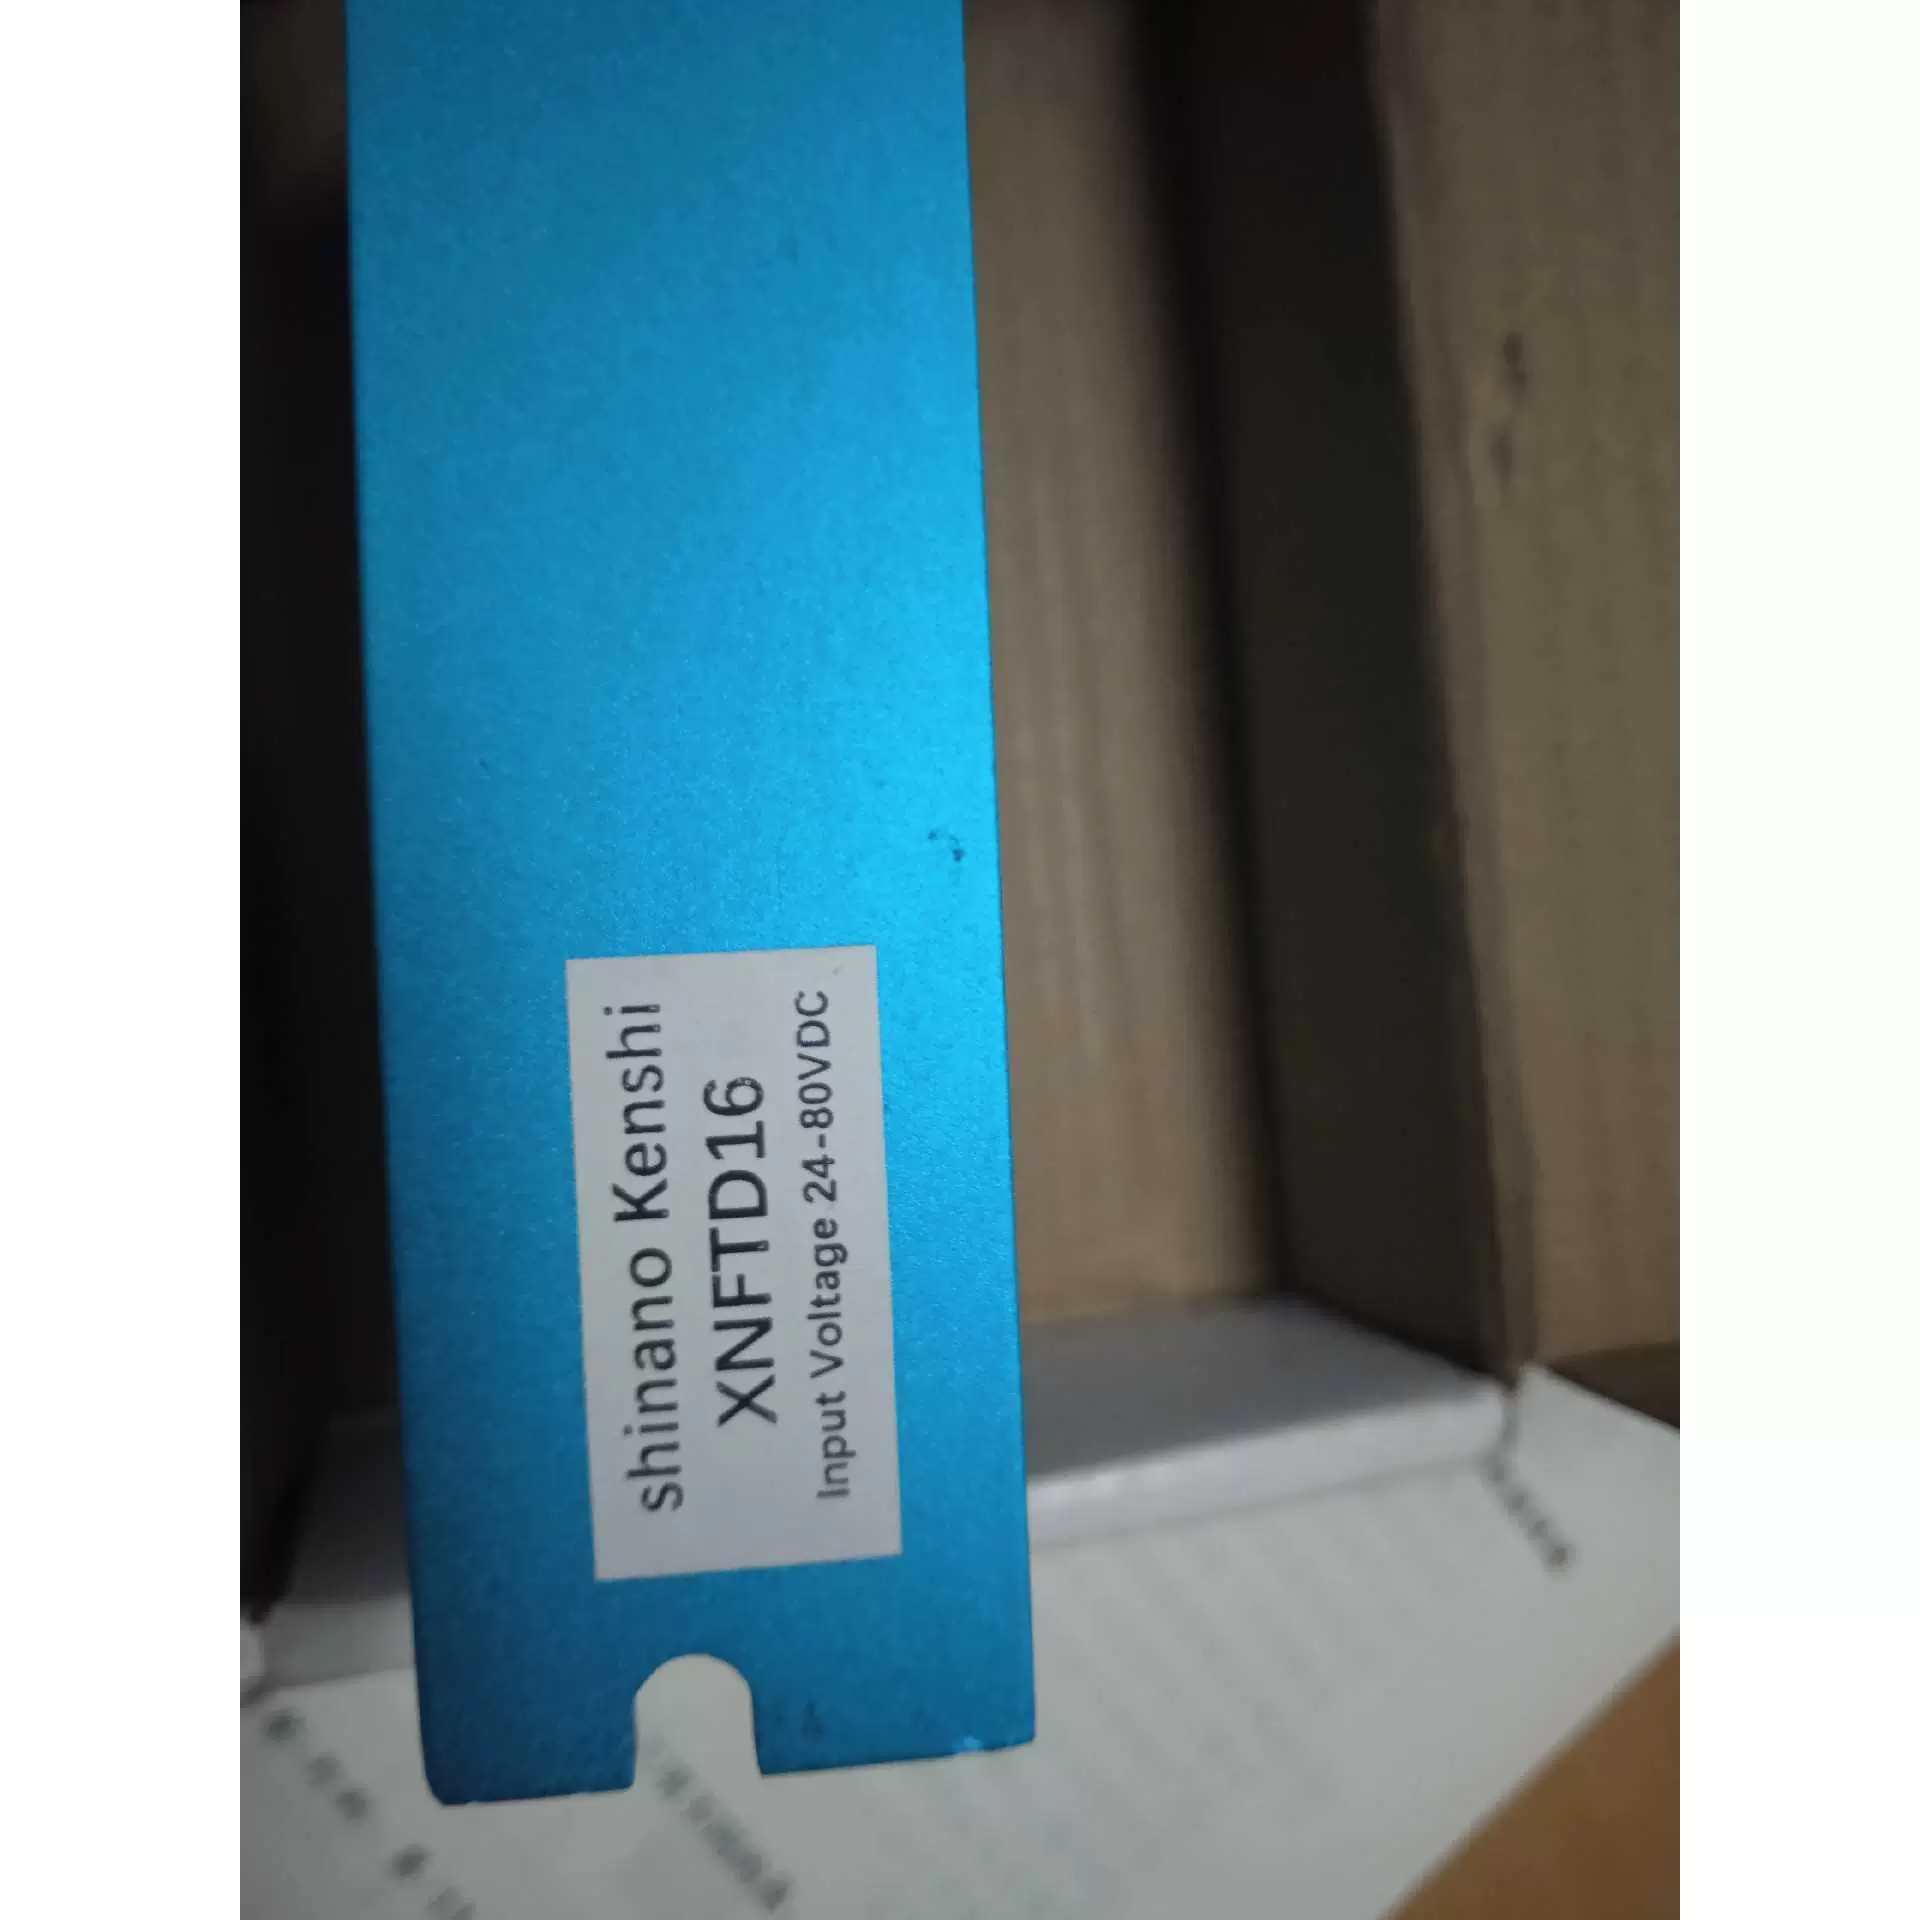 shinano Kenshi
XNFTD16
Input Voltage 24-80VDC